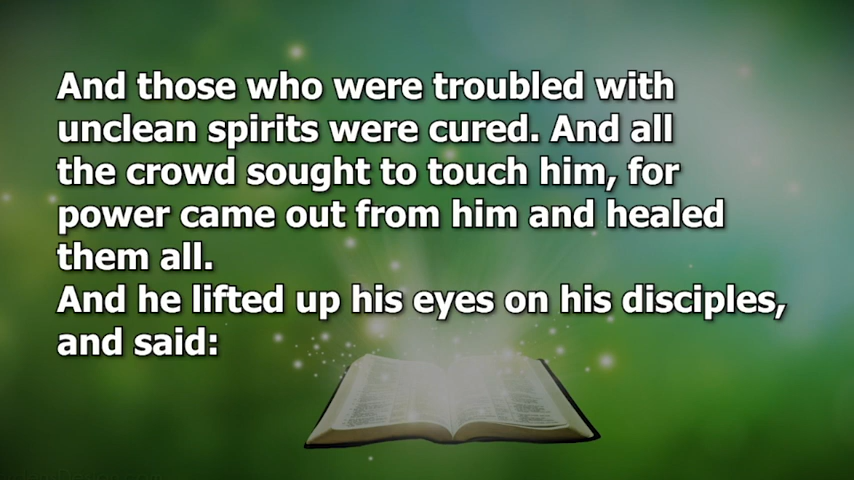 And those who were troubled with
unclean spirits were cured. And all
the crowd sought to touch him, for
power came out from him and healed
them all.
And he lifted up his eyes on his disciples,
and said: